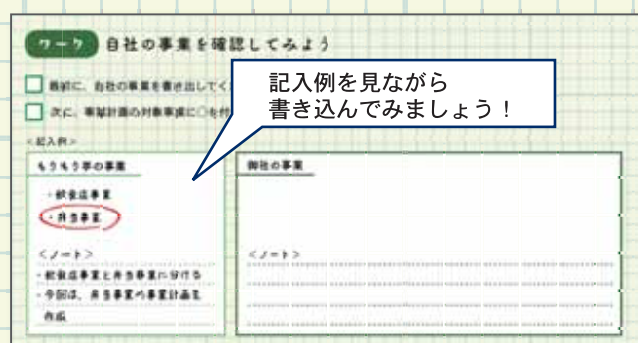 ワーク 自社の事業を確認してみよう
最初に、自社の事業を書き出してく
次に、事業計画の対象事業に○を付
記入例を見ながら
書き込んでみましょう！
<記入例>
もうもう亭の事業
・飲食店事業
・弁当事業
<ノート>
・飲食店事業と弁当事業に分ける
・今回は、弁当事業の事業計画を
作成
御社の事業
<ノート>